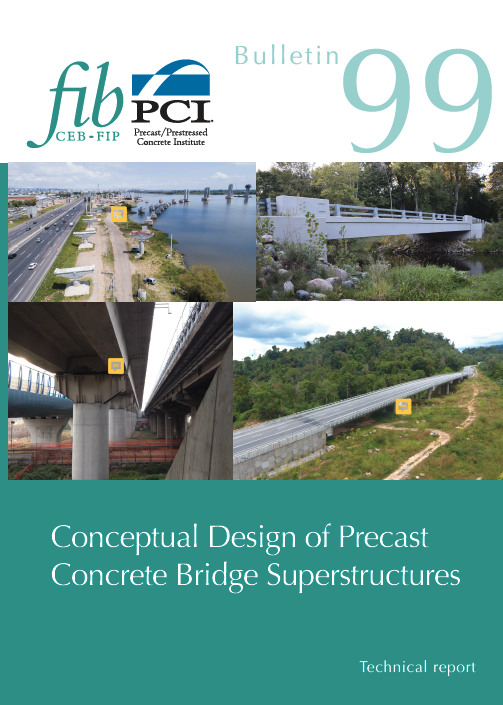 Bulletin
99
fib
CEB-FIP
PCI
Precast/Prestressed
Concrete Institute
Conceptual Design of Precast
Concrete Bridge Superstructures
Technical report